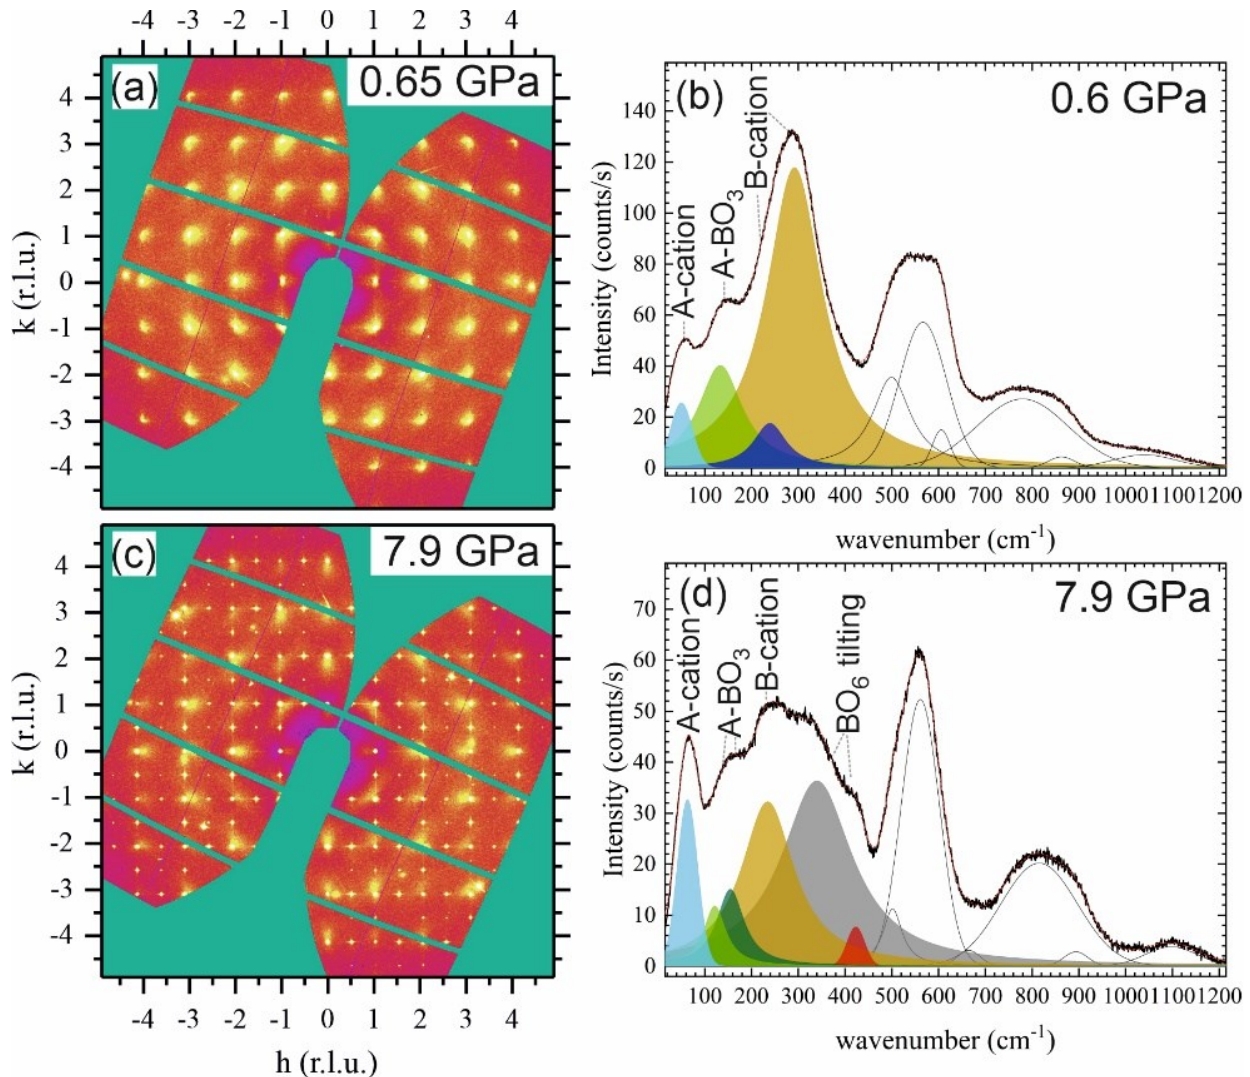 -4 -3 -2 -1 0 1 2 3 4
(a) 0.65 GPa
4
3
2
1
0
-1
-2
-3
-4
k (r.l.u.)
(b) 0.6 GPa
A-cation
A-BO3
B-cation
140
120
100
80
60
40
20
0
Intensity (counts/s)
100 200 300 400 500 600 700 800 900 1000 1100 1200
wavenumber (cm-1)
(c) 7.9 GPa
4
3
2
1
0
-1
-2
-3
-4
k (r.l.u.)
-4 -3 -2 -1 0 1 2 3 4
h (r.l.u.)
(d) 7.9 GPa
A-cation
A-BO3
B-cation
BO6 tilting
70
60
50
40
30
20
10
0
Intensity (counts/s)
100 200 300 400 500 600 700 800 900 1000 1100 1200
wavenumber (cm-1)